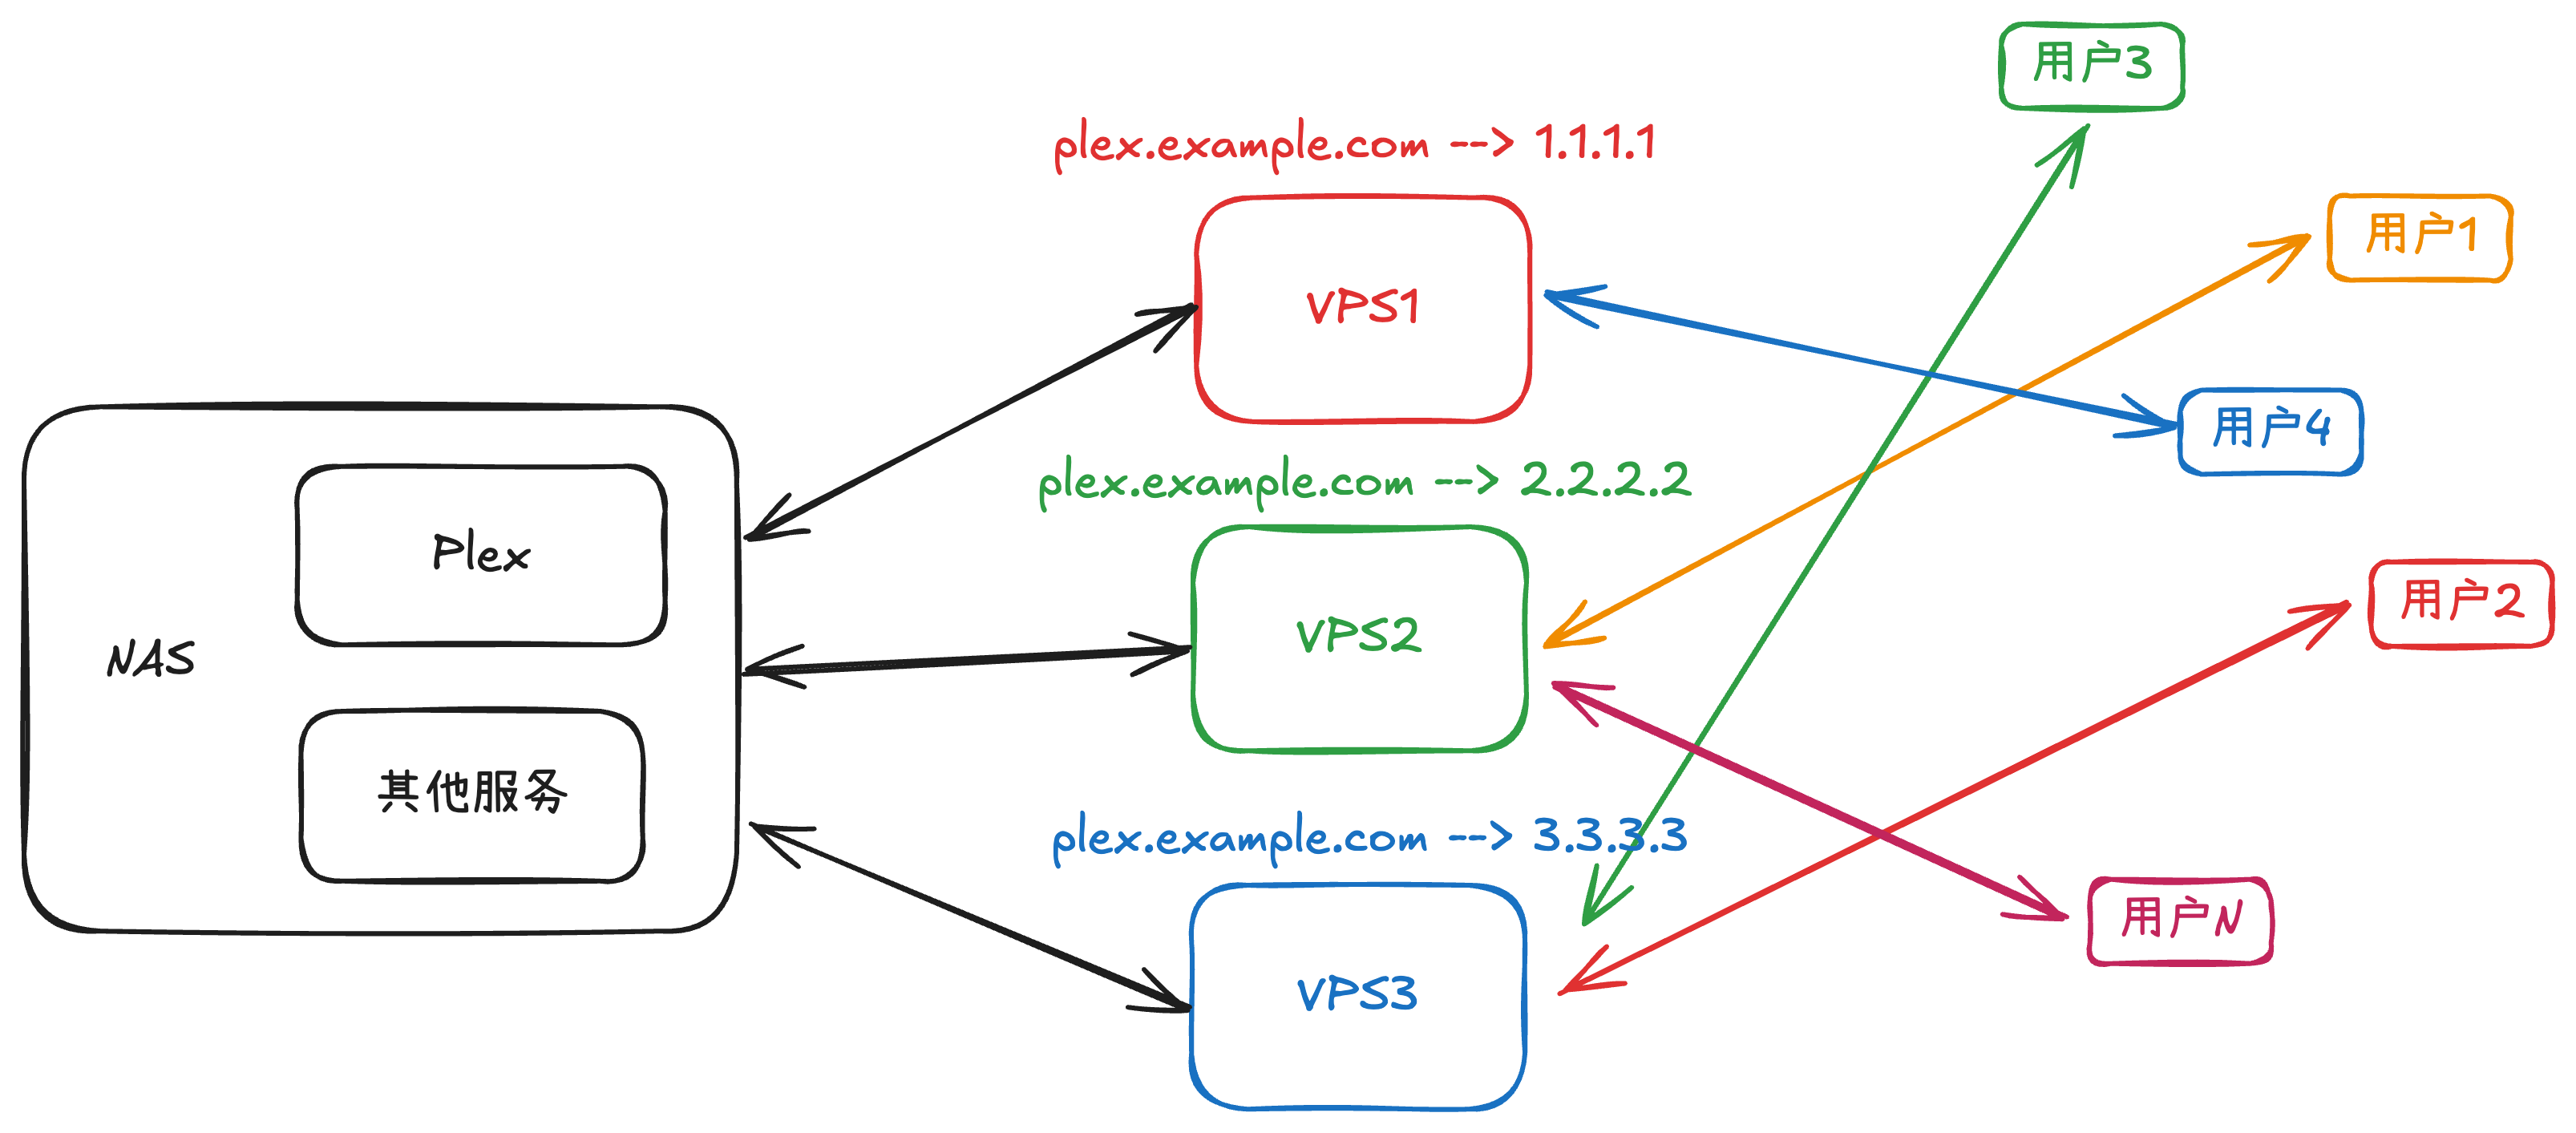 用户3
plex.example.com --> 1.1.1.1
用户1
VPS1
用户4
plex.example.com --> 2.2.2.2
Plex
VPS2
用户2
NAS
其他服务
plex.example.com --> 3.3.3.3
用户N
VPS3